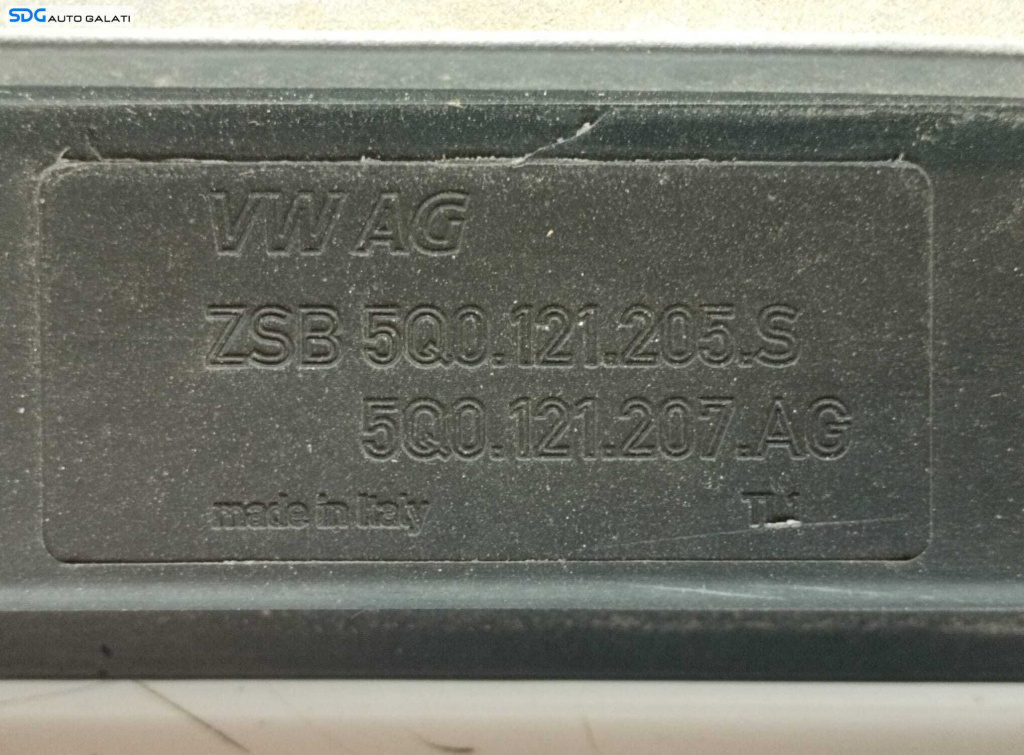 SDG AUTO GALATI
VW AG
ZSB 5Q0.121.205.S
5Q0.121.207.AG
made in Italy